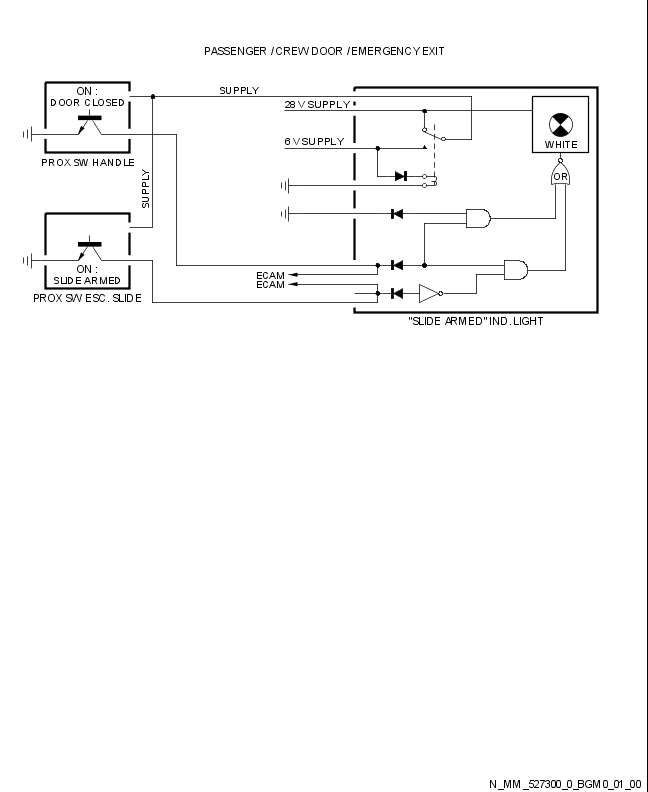 PASSENGER / CREW DOOR / EMERGENCY EXIT
ON :
DOOR CLOSED
PROX SW HANDLE
SUPPLY
SUPPLY
28 V SUPPLY
6 V SUPPLY
WHITE
OR
ON :
SLIDE ARMED
PROX SW ESC. SLIDE
ECAM
ECAM
"SLIDE ARMED" IND. LIGHT
N_MM_527300_0_BGM0_01_00